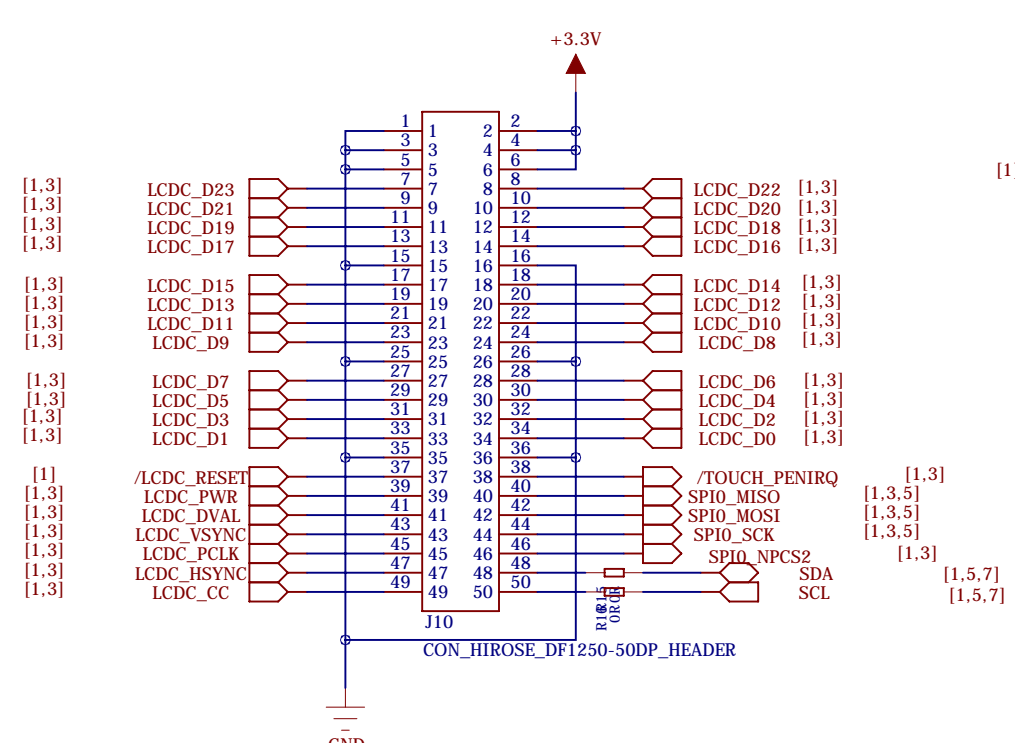 +3.3V
1 1 2 2
3 3 4 4
5 5 6 6
[1]
[1,3] LCDC_D23 7 7 8 8 LCDC_D22 [1,3]
[1,3] LCDC_D21 9 9 10 10 LCDC_D20 [1,3]
[1,3] LCDC_D19 11 11 12 12 LCDC_D18 [1,3]
[1,3] LCDC_D17 13 13 14 14 LCDC_D16 [1,3]
15 15 16 16
[1,3] LCDC_D15 17 17 18 18 LCDC_D14 [1,3]
[1,3] LCDC_D13 19 19 20 20 LCDC_D12 [1,3]
[1,3] LCDC_D11 21 21 22 22 LCDC_D10 [1,3]
[1,3] LCDC_D9 23 23 24 24 LCDC_D8 [1,3]
25 25 26 26
[1,3] LCDC_D7 27 27 28 28 LCDC_D6 [1,3]
[1,3] LCDC_D5 29 29 30 30 LCDC_D4 [1,3]
[1,3] LCDC_D3 31 31 32 32 LCDC_D2 [1,3]
[1,3] LCDC_D1 33 33 34 34 LCDC_D0 [1,3]
35 35 36 36
[1] /LCDC_RESET 37 37 38 38 /TOUCH_PENIRQ [1,3]
[1,3] LCDC_PWR 39 39 40 40 SPI0_MISO [1,3,5]
[1,3] LCDC_DVAL 41 41 42 42 SPI0_MOSI [1,3,5]
[1,3] LCDC_VSYNC 43 43 44 44 SPI0_SCK [1,3,5]
[1,3] LCDC_PCLK 45 45 46 46 SPI0_NPCS2 [1,3]
[1,3] LCDC_HSYNC 47 47 48 48 SDA [1,5,7]
[1,3] LCDC_CC 49 49 50 50 SCL [1,5,7]
J10
CON_HIROSE_DF1250-50DP_HEADER
GND